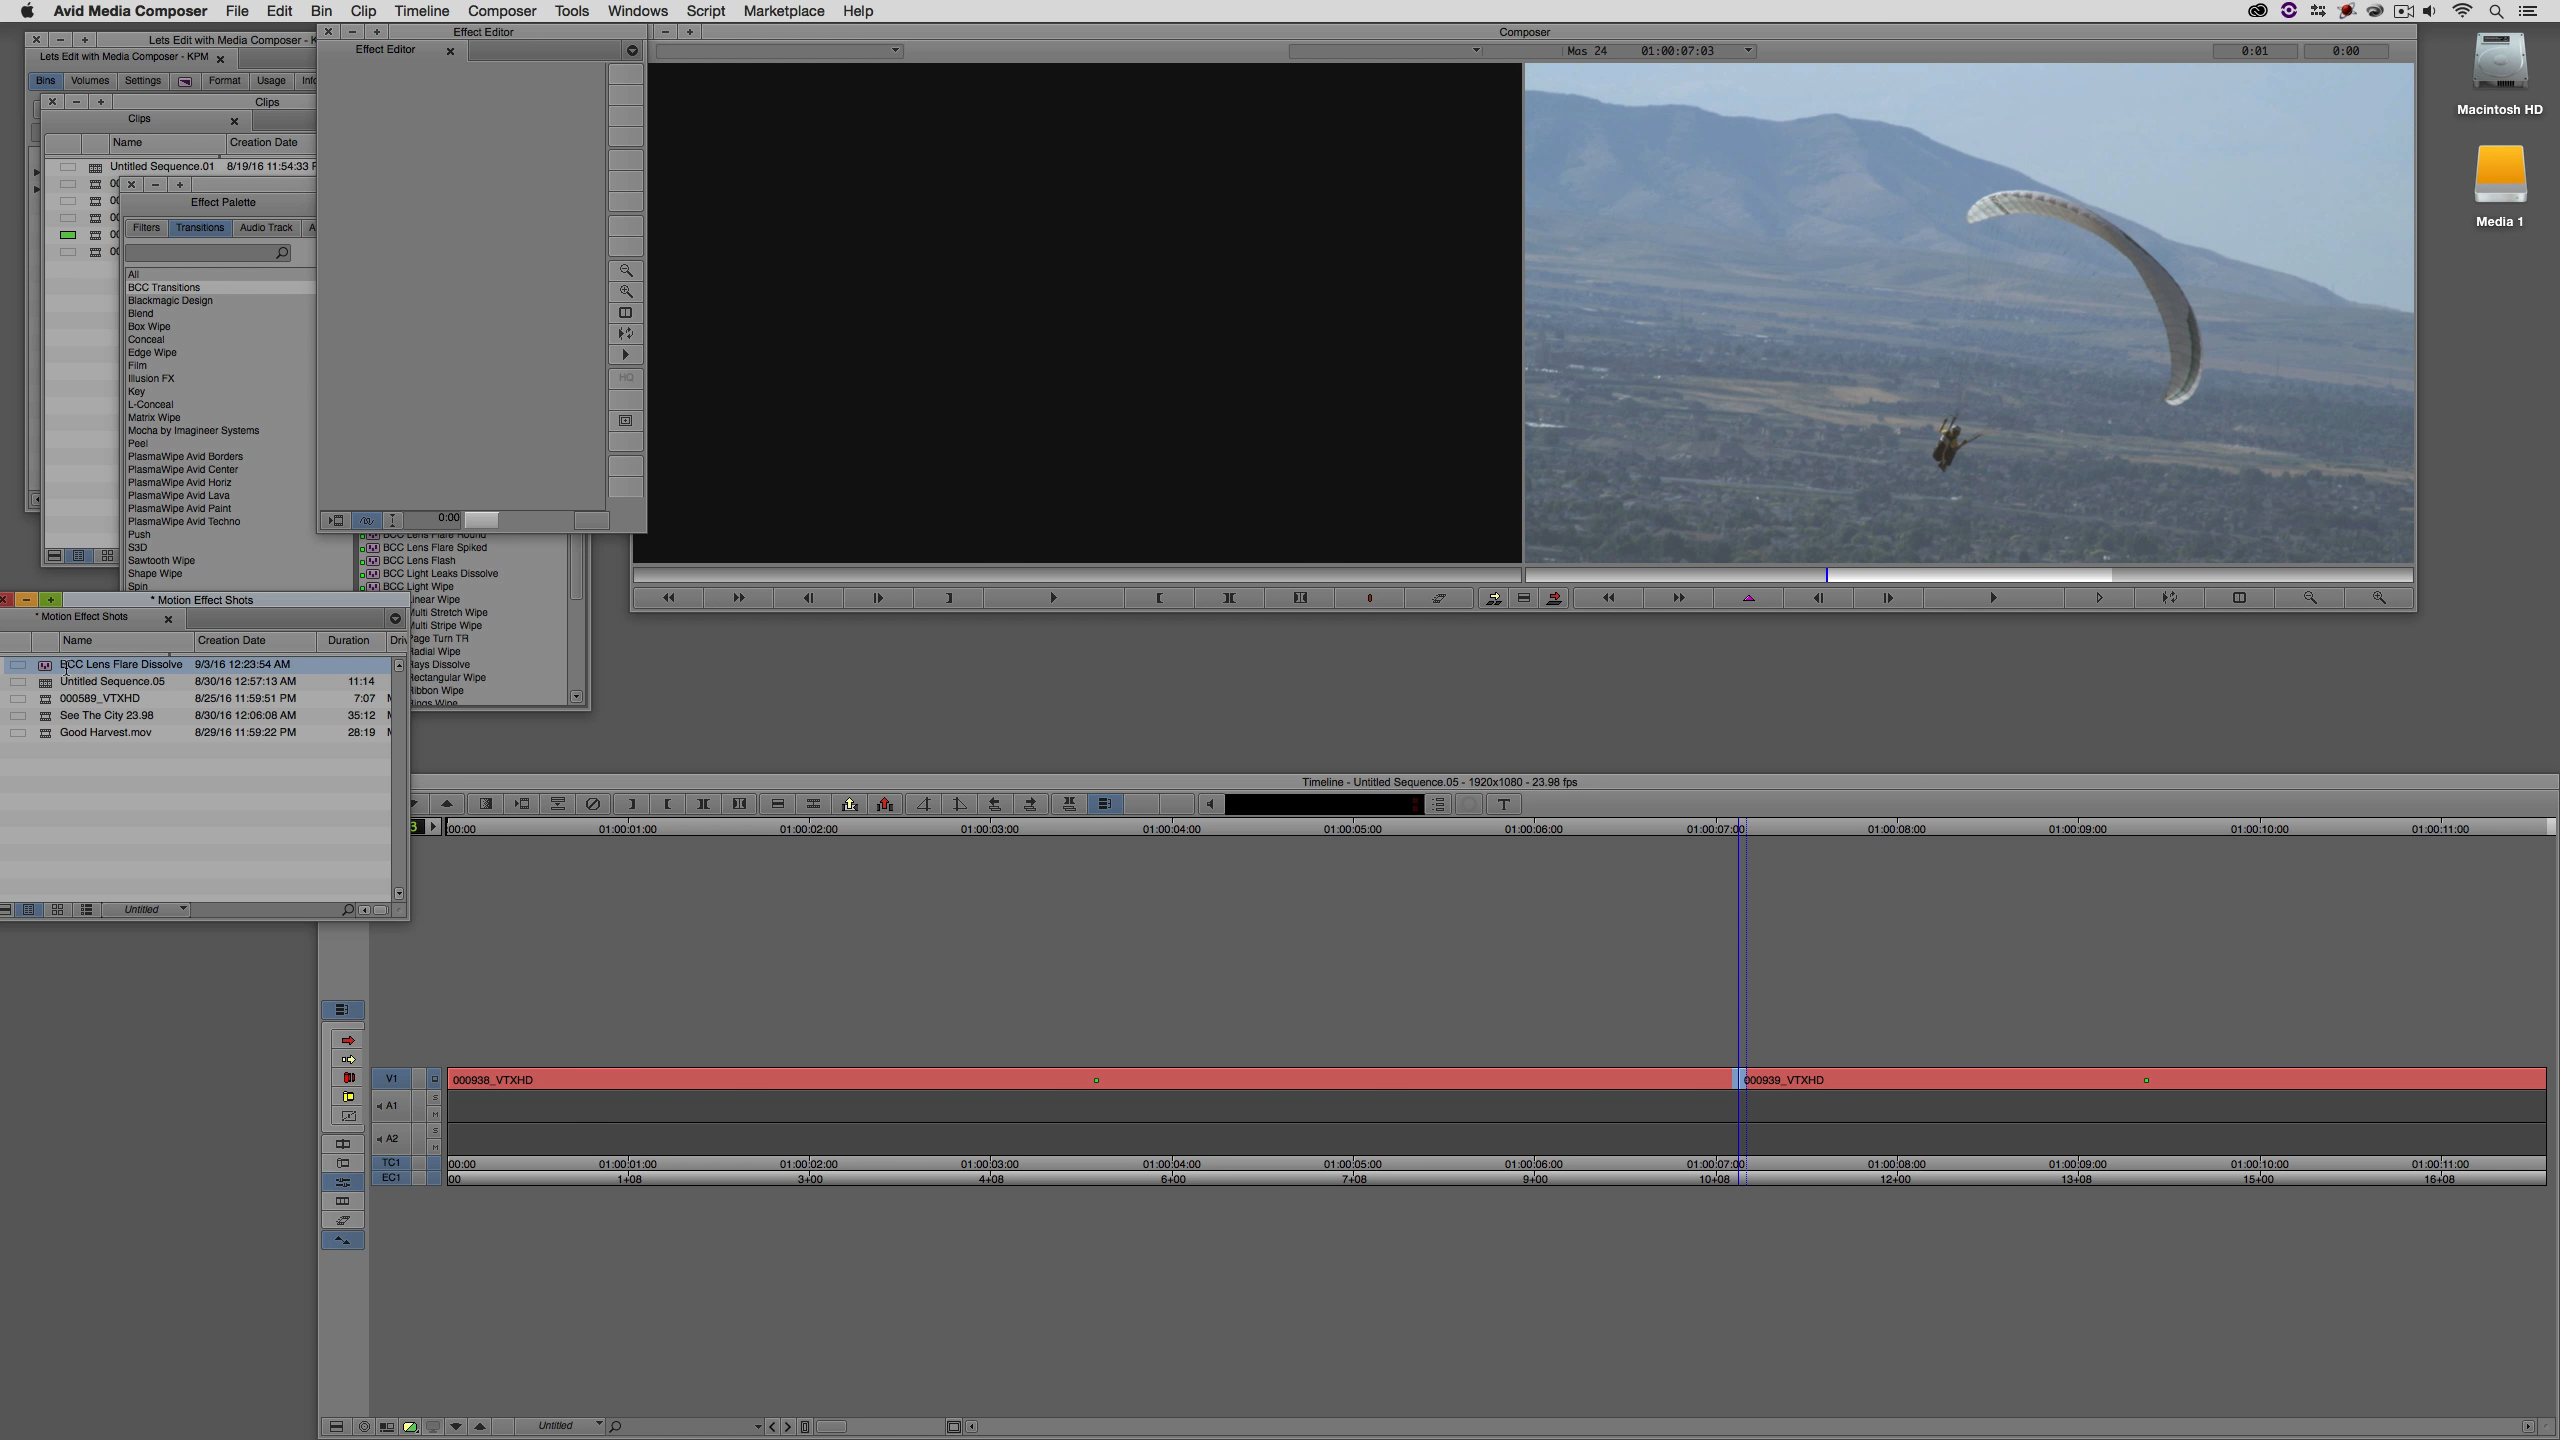 Avid Media Composer File Edit Bin Clip Timeline Composer Tools Windows Script Marketplace Help
Lets Edit with Media Composer - K
Lets Edit with Media Composer - KPM
Bins Volumes Settings Format Usage Info
Clips
Clips
Name Creation Date
Untitled Sequence.01 8/19/16 11:54:33 P
Effect Palette
Filters Transitions Audio Track A
All
BCC Transitions
Blackmagic Design
Blend
Box Wipe
Conceal
Edge Wipe
Film
Illusion FX
Key
L-Conceal
Matrix Wipe
Mocha by Imagineer Systems
Peel
PlasmaWipe Avid Borders
PlasmaWipe Avid Center
PlasmaWipe Avid Horiz
PlasmaWipe Avid Lava
PlasmaWipe Avid Paint
PlasmaWipe Avid Techno
Push
S3D
Sawtooth Wipe
Shape Wipe
Spin
BCC Lens Flare Round
BCC Lens Flare Spiked
BCC Lens Flash
BCC Light Leaks Dissolve
BCC Light Wipe
Linear Wipe
Multi Stretch Wipe
Multi Stripe Wipe
Page Turn TR
Radial Wipe
Rays Dissolve
Rectangular Wipe
Ribbon Wipe
Rings Wipe
Effect Editor
Effect Editor
HQ
0:00
Composer
Mas 24 01:00:07:03
0:01 0:00
Macintosh HD
Media 1
* Motion Effect Shots
* Motion Effect Shots
Name Creation Date Duration Driv
BCC Lens Flare Dissolve 9/3/16 12:23:54 AM
Untitled Sequence.05 8/30/16 12:57:13 AM 11:14
000589_VTXHD 8/25/16 11:59:51 PM 7:07 M
See The City 23.98 8/30/16 12:06:08 AM 35:12 M
Good Harvest.mov 8/29/16 11:59:22 PM 28:19 M
Untitled
Timeline - Untitled Sequence.05 - 1920x1080 - 23.98 fps
T
3
:00:00 01:00:01:00 01:00:02:00 01:00:03:00 01:00:04:00 01:00:05:00 01:00:06:00 01:00:07:00 01:00:08:00 01:00:09:00 01:00:10:00 01:00:11:00
V1 000938_VTXHD 000939_VTXHD
A1 S M
A2 S M
TC1 00:00 01:00:01:00 01:00:02:00 01:00:03:00 01:00:04:00 01:00:05:00 01:00:06:00 01:00:07:00 01:00:08:00 01:00:09:00 01:00:10:00 01:00:11:00
EC1 00 1+08 3+00 4+08 6+00 7+08 9+00 10+08 12+00 13+08 15+00 16+08
Untitled